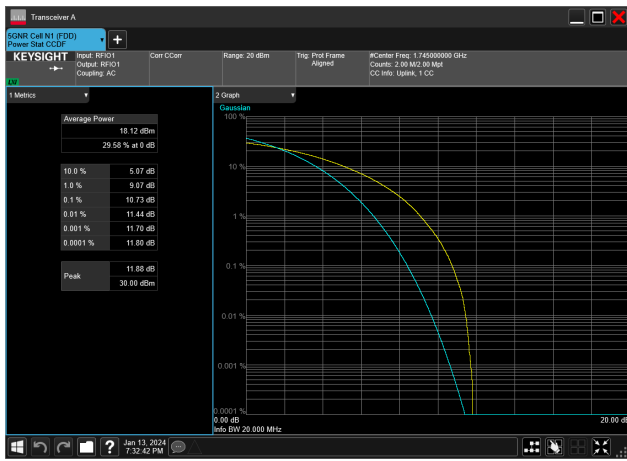 Transceiver A
5GNR Cell N1 (FDD)
Power Stat CCDF
KEYSIGHT
Input: RFIO1
Output: RFIO1
Coupling: AC
Corr CCorr
Range: 20 dBm
Trig: Prot Frame
Aligned
#Center Freq: 1.745000000 GHz
Counts: 2.00 M/2.00 Mpt
CC Info: Uplink, 1 CC
LNI
1 Metrics
Average Power
18.12 dBm
29.58 % at 0 dB
10.0 % 5.07 dB
1.0 % 9.07 dB
0.1 % 10.73 dB
0.01 % 11.44 dB
0.001 % 11.70 dB
0.0001 % 11.80 dB
Peak
11.88 dB
30.00 dBm
2 Graph
Gaussian
100 %
10 %
1 %
0.1 %
0.01 %
0.001 %
0.0001 %
0.00 dB
20.00 dB
Info BW 20.000 MHz
Jan 13, 2024
7:32:42 PM